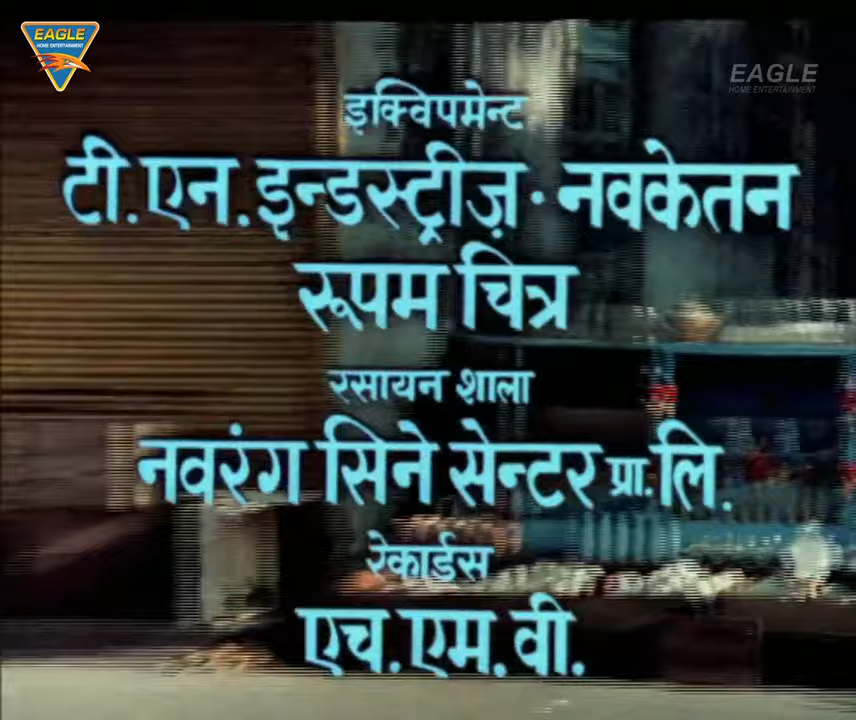 EAGLE
HOME ENTERTAINMENT
EAGLE
HOME ENTERTAINMENT
इक्विपमेन्ट
टी. एन. इन्डस्ट्रीज़ · नवकेतन
रूपम चित्र
रसायन शाला
नवरंग सिने सेन्टर प्रा. लि.
रेकार्डस
एच. एम. वी.